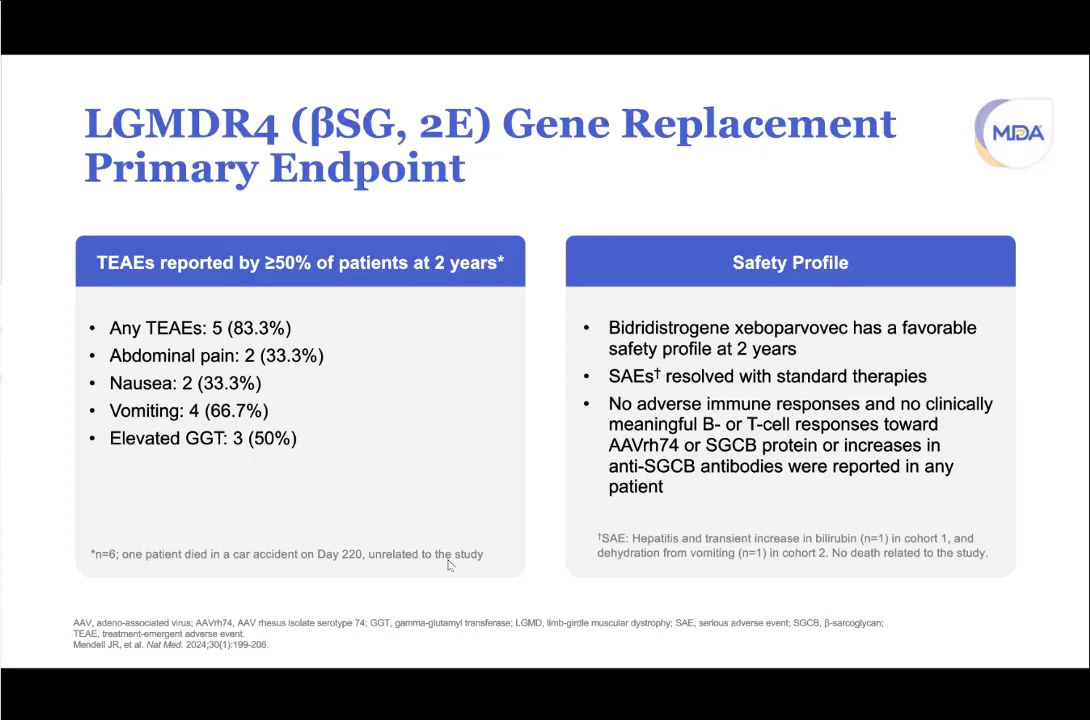 LGMDR4 (βSG, 2E) Gene Replacement
Primary Endpoint
MDA
TEAEs reported by ≥50% of patients at 2 years*
• Any TEAEs: 5 (83.3%)
• Abdominal pain: 2 (33.3%)
• Nausea: 2 (33.3%)
• Vomiting: 4 (66.7%)
• Elevated GGT: 3 (50%)
*n=6; one patient died in a car accident on Day 220, unrelated to the study
Safety Profile
• Bidridistrogene xeboparvovec has a favorable
safety profile at 2 years
• SAEs† resolved with standard therapies
• No adverse immune responses and no clinically
meaningful B- or T-cell responses toward
AAVrh74 or SGCB protein or increases in
anti-SGCB antibodies were reported in any
patient
†SAE: Hepatitis and transient increase in bilirubin (n=1) in cohort 1, and
dehydration from vomiting (n=1) in cohort 2. No death related to the study.
AAV, adeno-associated virus; AAVrh74, AAV rhesus isolate serotype 74; GGT, gamma-glutamyl transferase; LGMD, limb-girdle muscular dystrophy; SAE, serious adverse event; SGCB, β-sarcoglycan;
TEAE, treatment-emergent adverse event.
Mendell JR, et al. Nat Med. 2024;30(1):199-206.